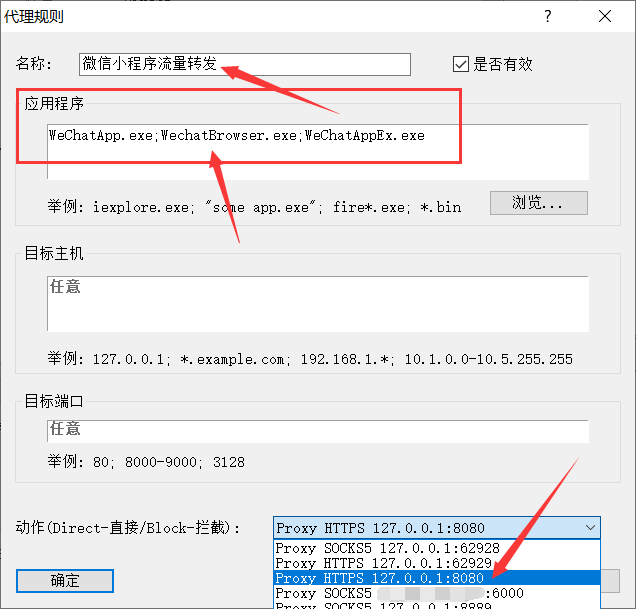 代理规则
名称: 微信小程序流量转发 是否有效
应用程序
WeChatApp.exe;WechatBrowser.exe;WeChatAppEx.exe
举例: iexplore.exe; "some app.exe"; fire*.exe; *.bin 浏览...
目标主机
任意
举例: 127.0.0.1; *.example.com; 192.168.1.*; 10.1.0.0-10.5.255.255
目标端口
任意
举例: 80; 8000-9000; 3128
动作(Direct-直接/Block-拦截): Proxy HTTPS 127.0.0.1:8080
Proxy SOCKS5 127.0.0.1:62928
Proxy HTTPS 127.0.0.1:62929
确定 Proxy HTTPS 127.0.0.1:8080
Proxy SOCKS5 :6000
Proxy SOCKS5 127.0.0.1:8889